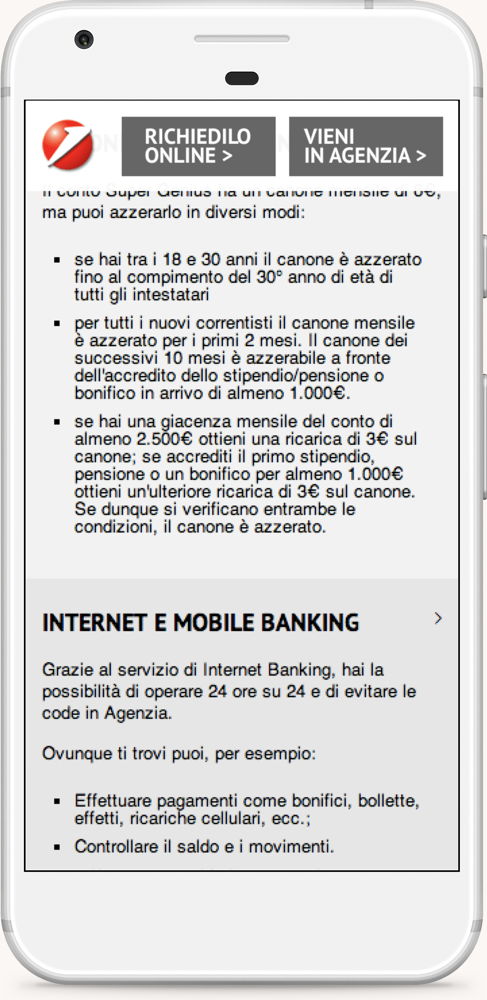 RICHIEDILO
ONLINE >
VIENI
IN AGENZIA >
Il conto Super Genius ha un canone mensile di 6€,
ma puoi azzerarlo in diversi modi:
▪ se hai tra i 18 e 30 anni il canone è azzerato
fino al compimento del 30° anno di età di
tutti gli intestatari
▪ per tutti i nuovi correntisti il canone mensile
è azzerato per i primi 2 mesi. Il canone dei
successivi 10 mesi è azzerabile a fronte
dell'accredito dello stipendio/pensione o
bonifico in arrivo di almeno 1.000€.
▪ se hai una giacenza mensile del conto di
almeno 2.500€ ottieni una ricarica di 3€ sul
canone; se accrediti il primo stipendio,
pensione o un bonifico per almeno 1.000€
ottieni un'ulteriore ricarica di 3€ sul canone.
Se dunque si verificano entrambe le
condizioni, il canone è azzerato.
INTERNET E MOBILE BANKING >
Grazie al servizio di Internet Banking, hai la
possibilità di operare 24 ore su 24 e di evitare le
code in Agenzia.
Ovunque ti trovi puoi, per esempio:
▪ Effettuare pagamenti come bonifici, bollette,
effetti, ricariche cellulari, ecc.;
▪ Controllare il saldo e i movimenti.